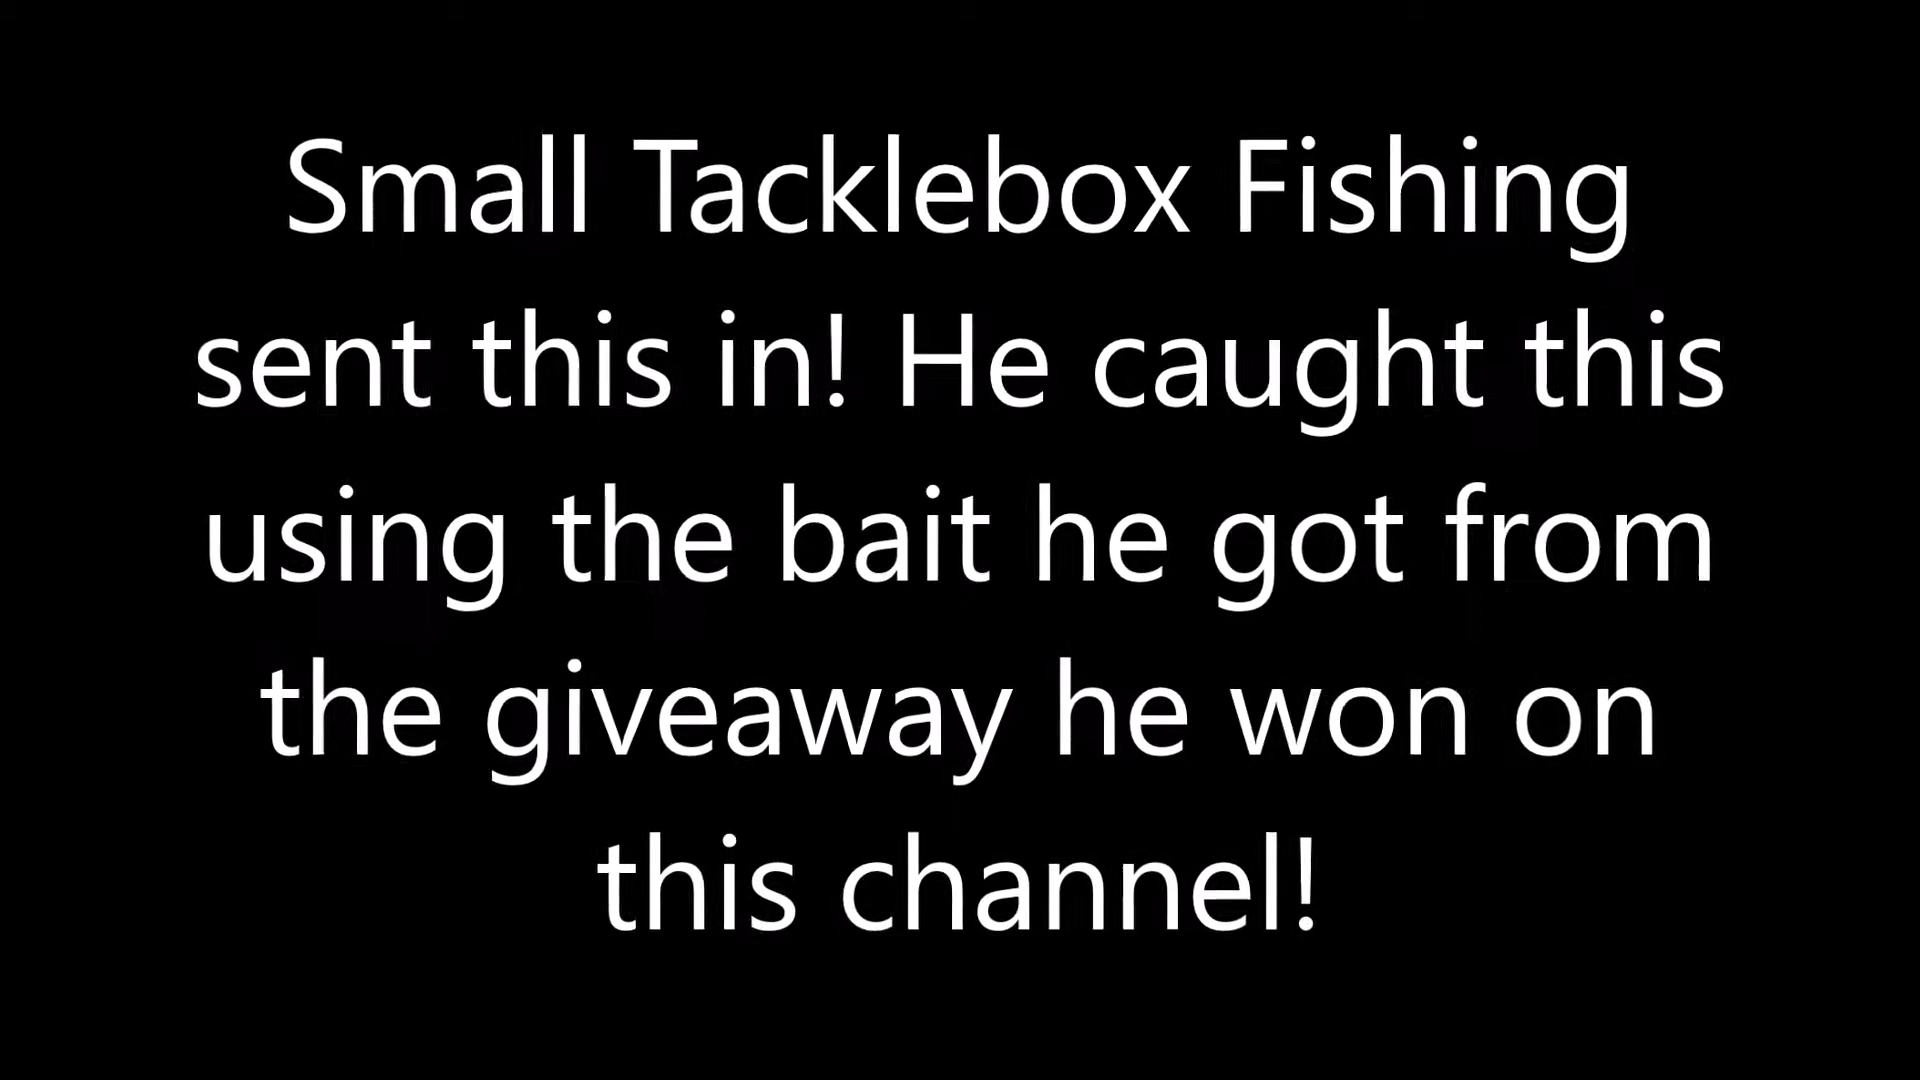 Small Tacklebox Fishing
sent this in! He caught this
using the bait he got from
the giveaway he won on
this channel!